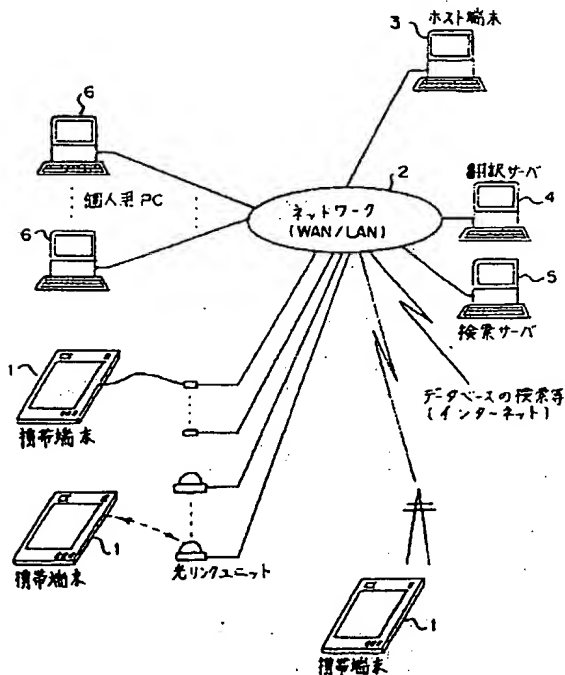 3
ホスト端末
6
個人用PC
6
2
ネットワーク
(WAN/LAN)
翻訳サーバ
4
5
検索サーバ
1
携帯端末
データベースの検索等
(インターネット)
1
携帯端末
光リンクユニット
1
携帯端末